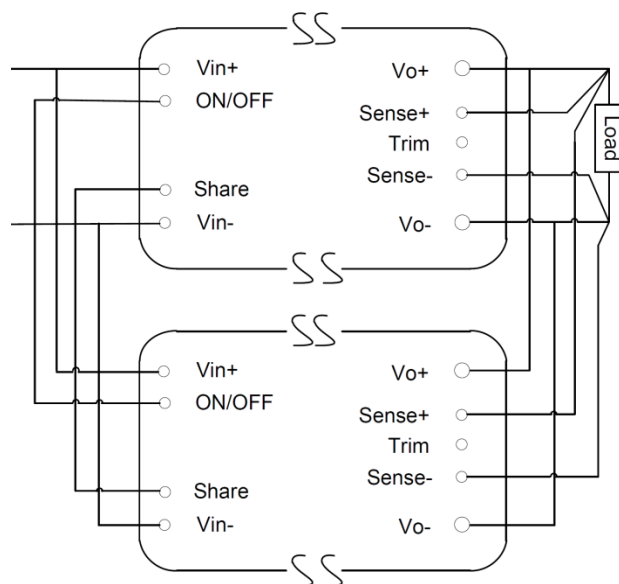 Vin+
Vo+
ON/OFF
Sense+
Trim
Load
Share
Sense-
Vin-
Vo-
Vin+
Vo+
ON/OFF
Sense+
Trim
Share
Sense-
Vin-
Vo-